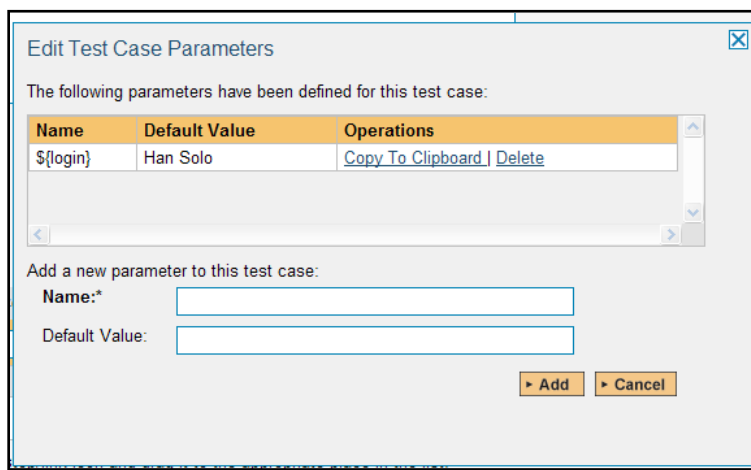 Edit Test Case Parameters
The following parameters have been defined for this test case:
Name Default Value Operations
${login} Han Solo Copy To Clipboard | Delete
Add a new parameter to this test case:
Name:*
Default Value:
Add Cancel